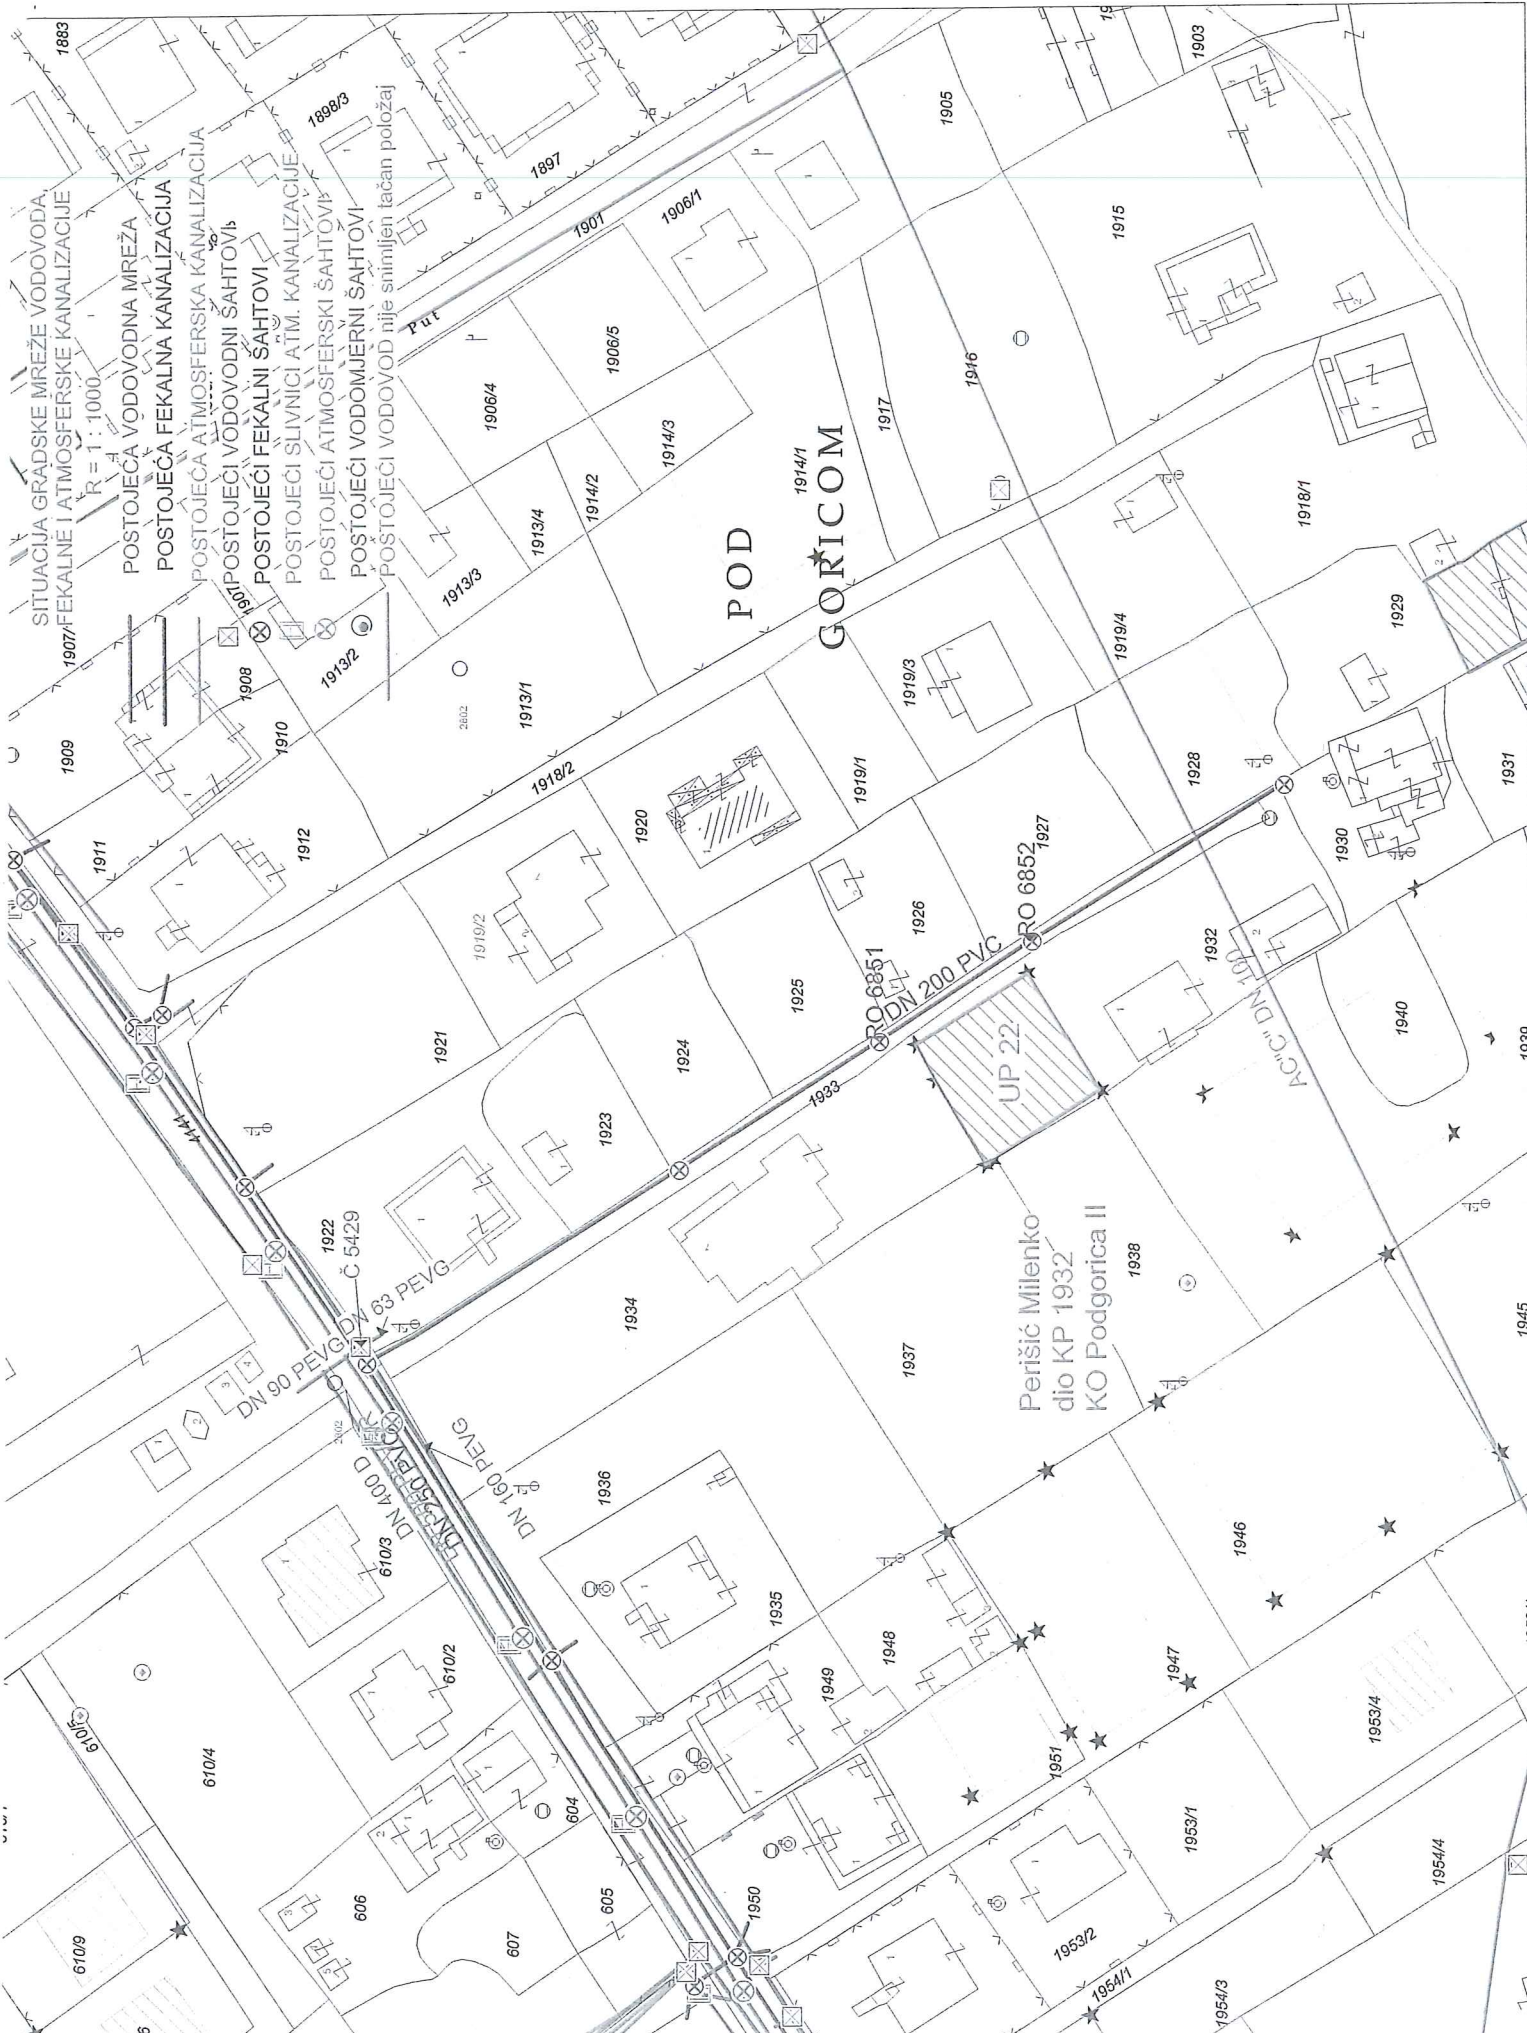 SITUACIJA GRADSKE MREŽE VODOVODA,
FEKALNE I ATMOSFERSKE KANALIZACIJE
R = 1 : 1000
POSTOJEĆA VODOVODNA MREŽA
POSTOJEĆA FEKALNA KANALIZACIJA
POSTOJEĆA ATMOSFERSKA KANALIZACIJA
POSTOJEĆI VODOVODNI ŠAHTOVI
POSTOJEĆI FEKALNI ŠAHTOVI
POSTOJEĆI SLIVNICI ATM. KANALIZACIJE
POSTOJEĆI ATMOSFERSKI ŠAHTOVI
POSTOJEĆI VODOMJERNI ŠAHTOVI
POSTOJEĆI VODOVOD nije snimljen tačan položaj
1883
1898/3
1897
1901
Put
1903
1905
1906/1
1906/5
1906/4
1908
1909
1910
1911
1912
1913/1
1913/2
1913/3
1913/4
1914/2
1914/3
1914/1
1915
1916
1917
POD
GORICOM
1918/1
1918/2
1919/1
1919/2
1919/3
1919/4
1920
1921
1922
1923
1924
1925
1926
1927
1928
1929
1930
1931
1932
1933
1934
1935
1936
1937
1938
1940
1945
1946
1947
1948
1949
1950
1951
1953/1
1953/2
1953/4
1954/1
1954/3
1954/4
604
605
606
607
610/2
610/3
610/4
610/5
610/9
2602
Č 5429
DN 90 PEVG
DN 63 PEVG
DN 160 PEVG
DN 400 D
DN 250 PVC
DN 200 PVC
RO 6851
RO 6852
AC"C" DN 100
UP 22
Perišić Milenko
dio KP 1932
KO Podgorica II